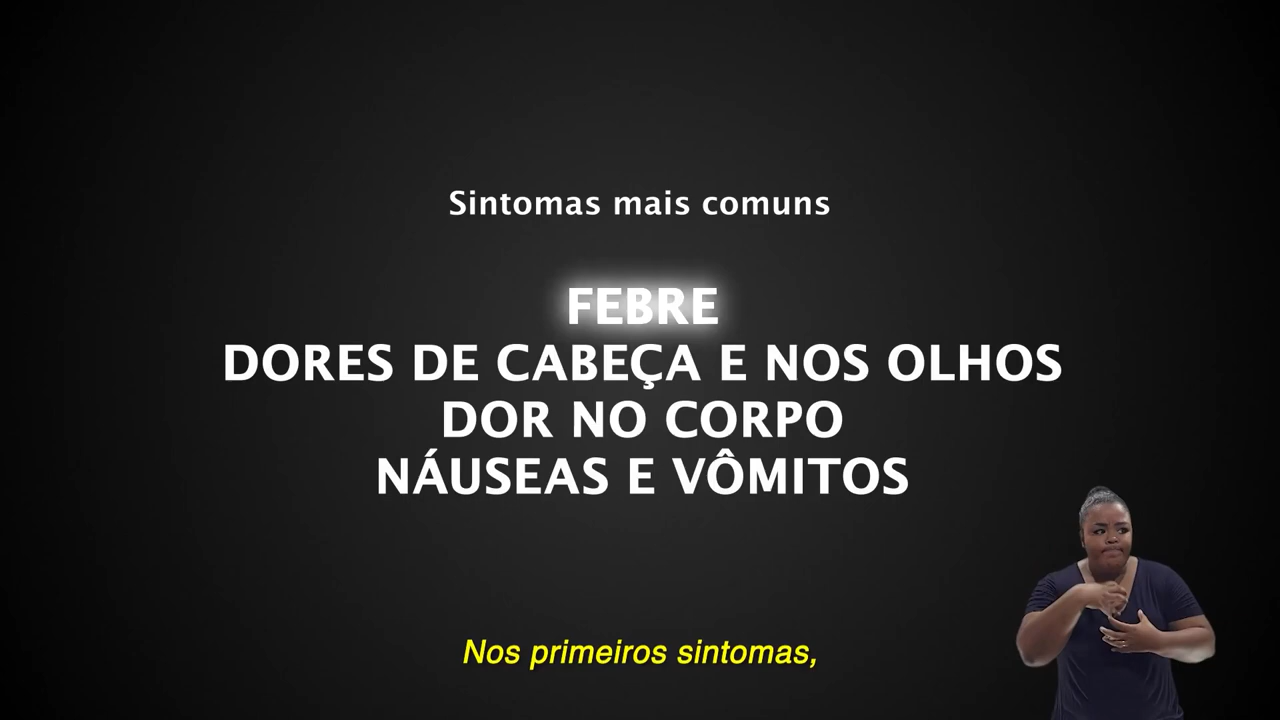 Sintomas mais comuns
FEBRE
DORES DE CABEÇA E NOS OLHOS
DOR NO CORPO
NÁUSEAS E VÔMITOS
Nos primeiros sintomas,